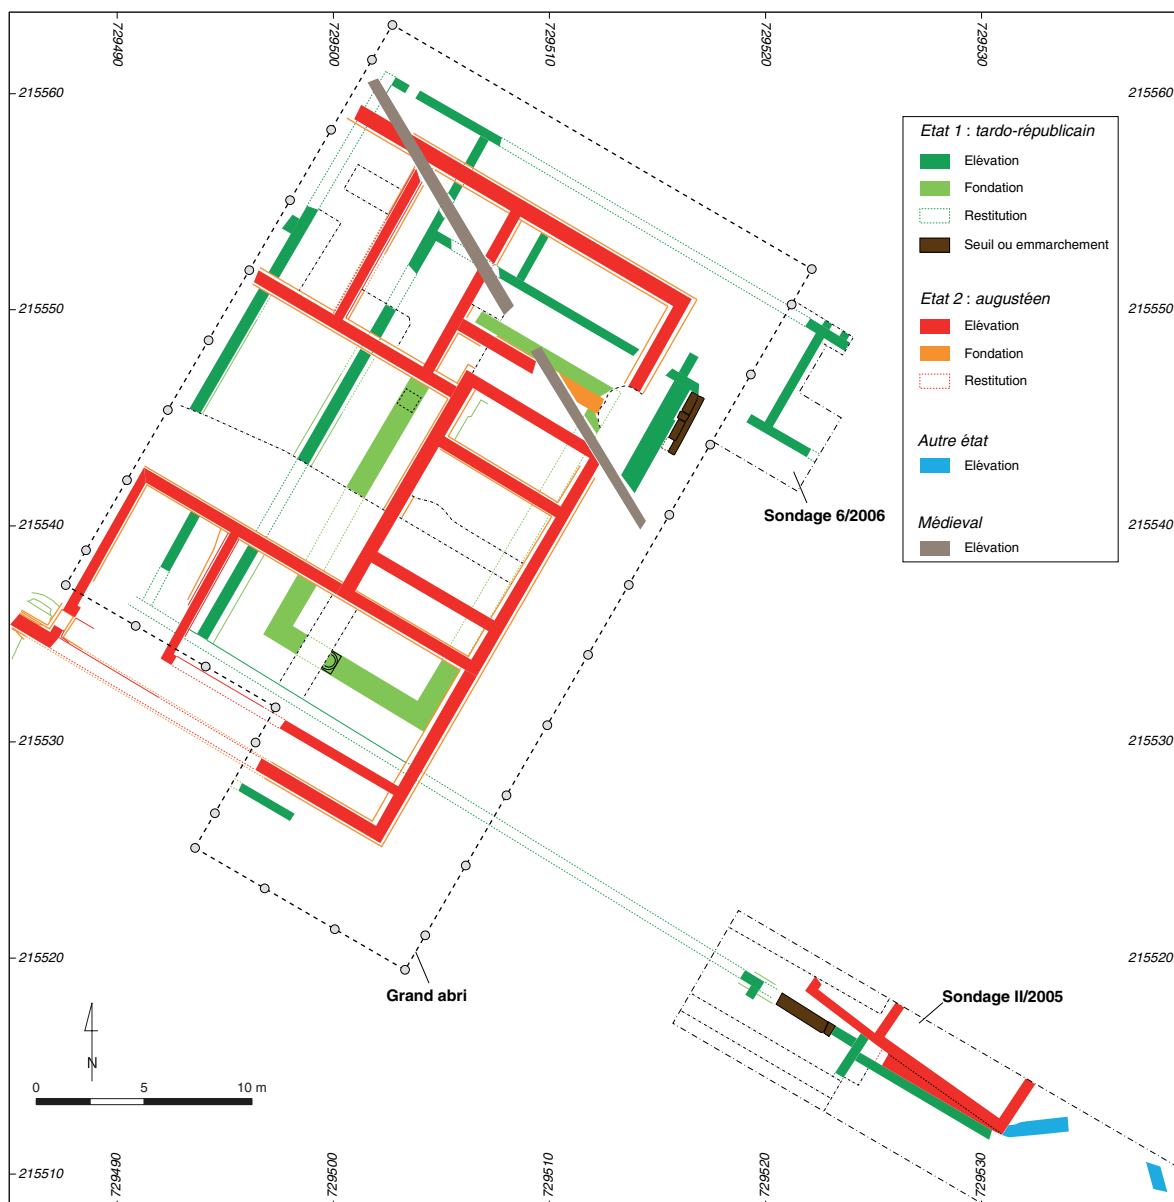 729490
729500
729510
729520
729530
215560
215560
215550
215550
215540
215540
215530
215530
215520
215520
215510
215510
Etat 1 : tardo-républicain
Elévation
Fondation
Restitution
Seuil ou emmarchement
Etat 2 : augustéen
Elévation
Fondation
Restitution
Autre état
Elévation
Médieval
Elévation
Sondage 6/2006
Grand abri
Sondage II/2005
N
0 5 10 m
729490
729500
729510
729520
729530